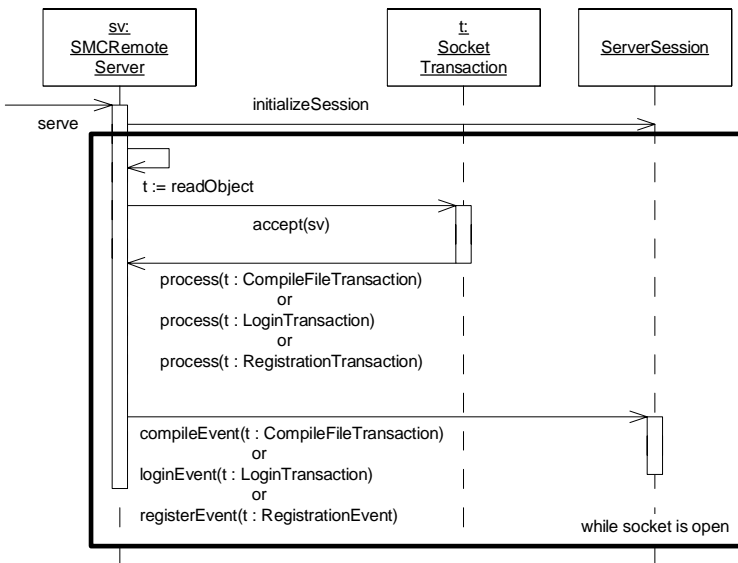 sv:
SMCRemote
Server
t:
Socket
Transaction
ServerSession
initializeSession
serve
t := readObject
accept(sv)
process(t : CompileFileTransaction)
or
process(t : LoginTransaction)
or
process(t : RegistrationTransaction)
compileEvent(t : CompileFileTransaction)
or
loginEvent(t : LoginTransaction)
or
registerEvent(t : RegistrationEvent)
while socket is open